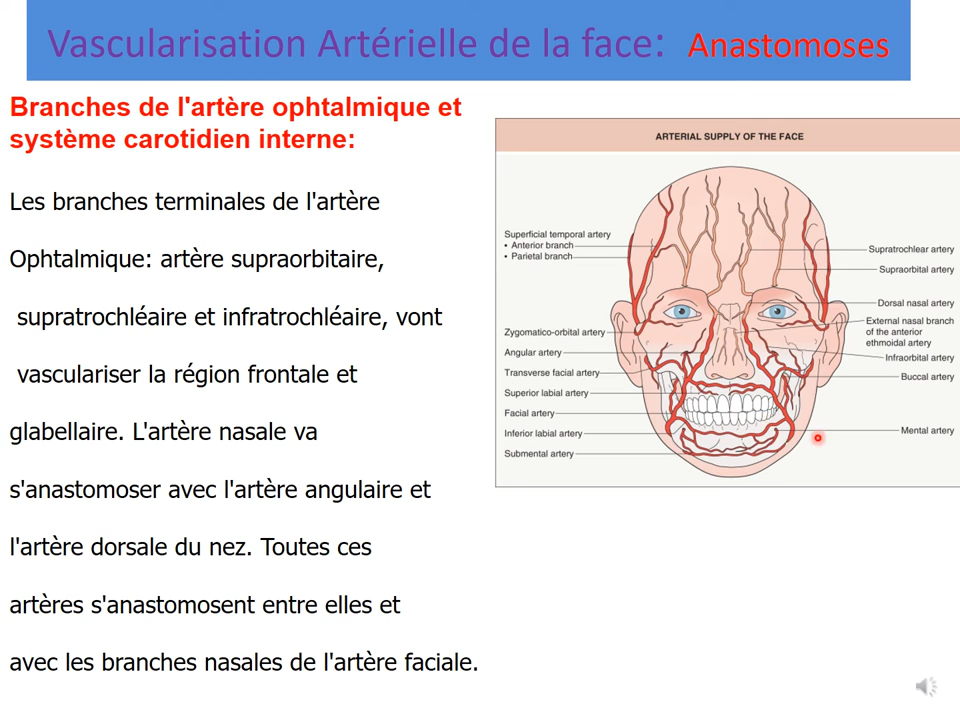 Vascularisation Artérielle de la face: Anastomoses
Branches de l'artère ophtalmique et
système carotidien interne:
Les branches terminales de l'artère
Ophtalmique: artère supraorbitaire,
supratrochléaire et infratrochléaire, vont
vasculariser la région frontale et
glabellaire. L'artère nasale va
s'anastomoser avec l'artère angulaire et
l'artère dorsale du nez. Toutes ces
artères s'anastomosent entre elles et
avec les branches nasales de l'artère faciale.
ARTERIAL SUPPLY OF THE FACE
Superficial temporal artery
• Anterior branch
• Parietal branch
Zygomatico-orbital artery
Angular artery
Transverse facial artery
Superior labial artery
Facial artery
Inferior labial artery
Submental artery
Supratrochlear artery
Supraorbital artery
Dorsal nasal artery
External nasal branch
of the anterior
ethmoidal artery
Infraorbital artery
Buccal artery
Mental artery